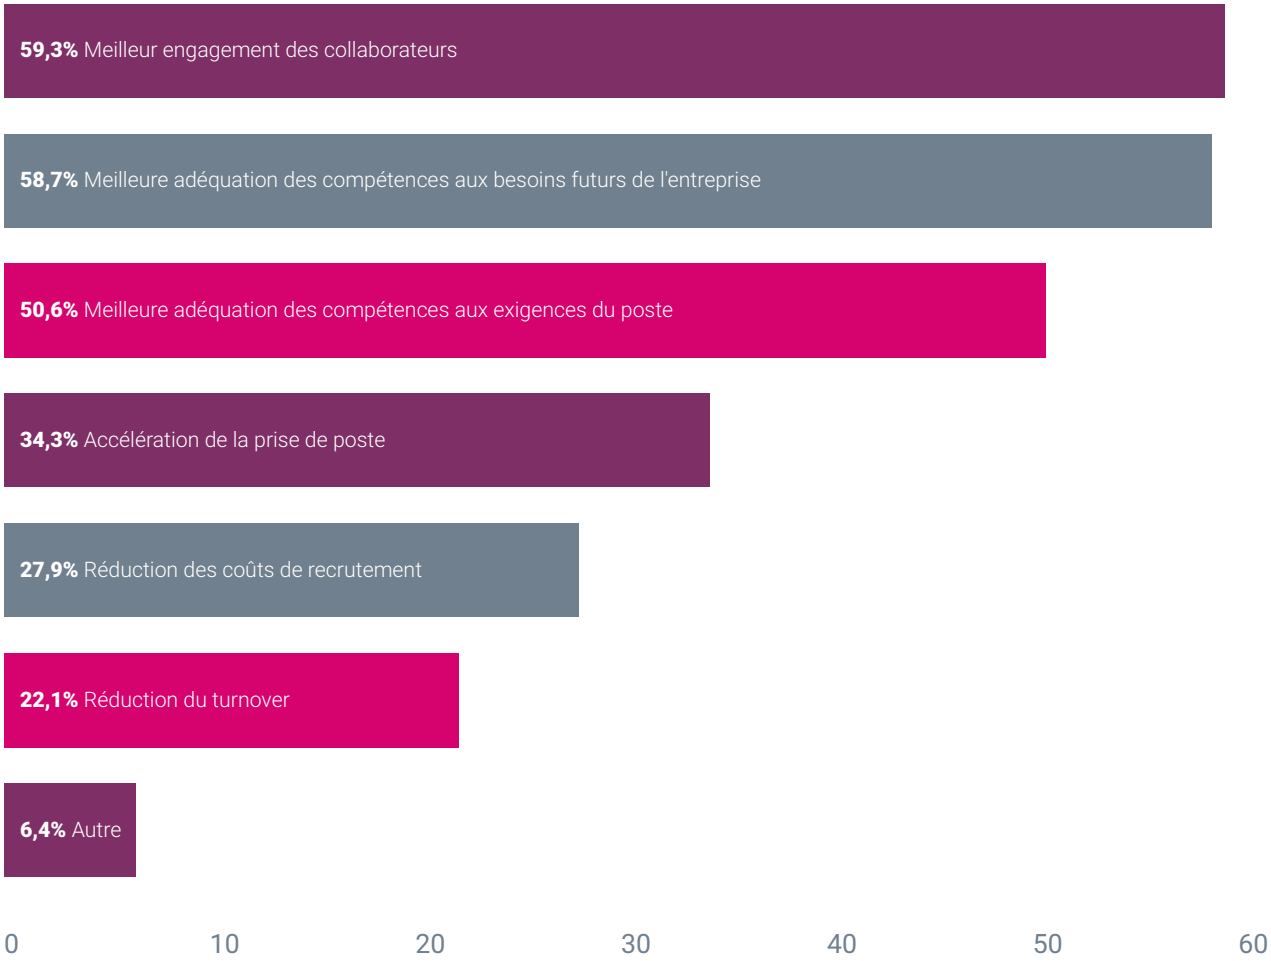 59,3% Meilleur engagement des collaborateurs
58,7% Meilleure adéquation des compétences aux besoins futurs de l'entreprise
50,6% Meilleure adéquation des compétences aux exigences du poste
34,3% Accélération de la prise de poste
27,9% Réduction des coûts de recrutement
22,1% Réduction du turnover
6,4% Autre
0 10 20 30 40 50 60